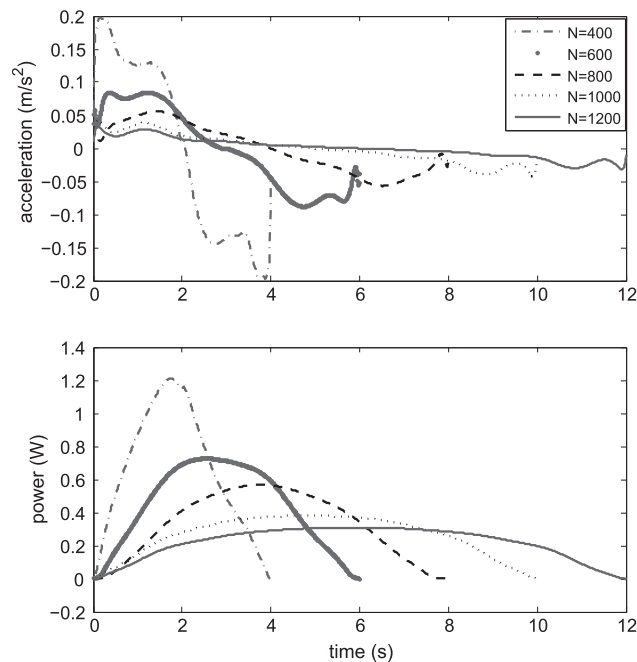 acceleration (m/s²)
0.2
0.15
0.1
0.05
0
−0.05
−0.1
−0.15
−0.2
0 2 4 6 8 10 12
N=400
N=600
N=800
N=1000
N=1200
power (W)
1.4
1.2
1
0.8
0.6
0.4
0.2
0
−0.2
0 2 4 6 8 10 12
time (s)